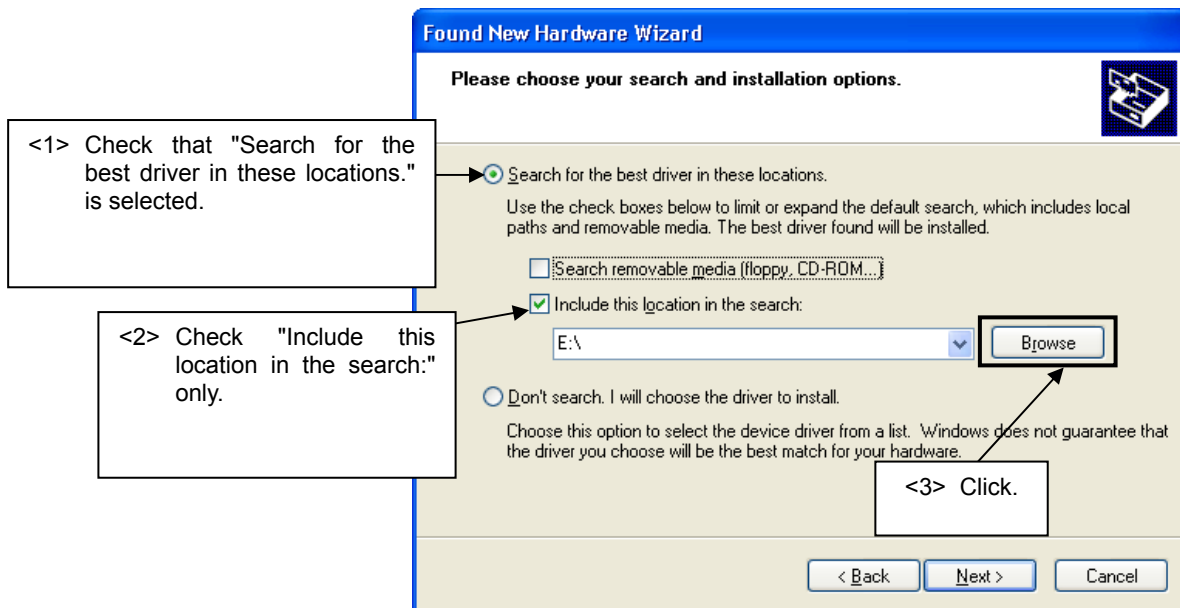 Found New Hardware Wizard
Please choose your search and installation options.
<1> Check that "Search for the
best driver in these locations."
is selected.
Search for the best driver in these locations.
Use the check boxes below to limit or expand the default search, which includes local
paths and removable media. The best driver found will be installed.
Search removable media (floppy, CD-ROM...)
Include this location in the search:
<2> Check "Include this
location in the search:"
only.
E:\
Browse
Don't search. I will choose the driver to install.
Choose this option to select the device driver from a list. Windows does not guarantee that
the driver you choose will be the best match for your hardware.
<3> Click.
< Back
Next >
Cancel